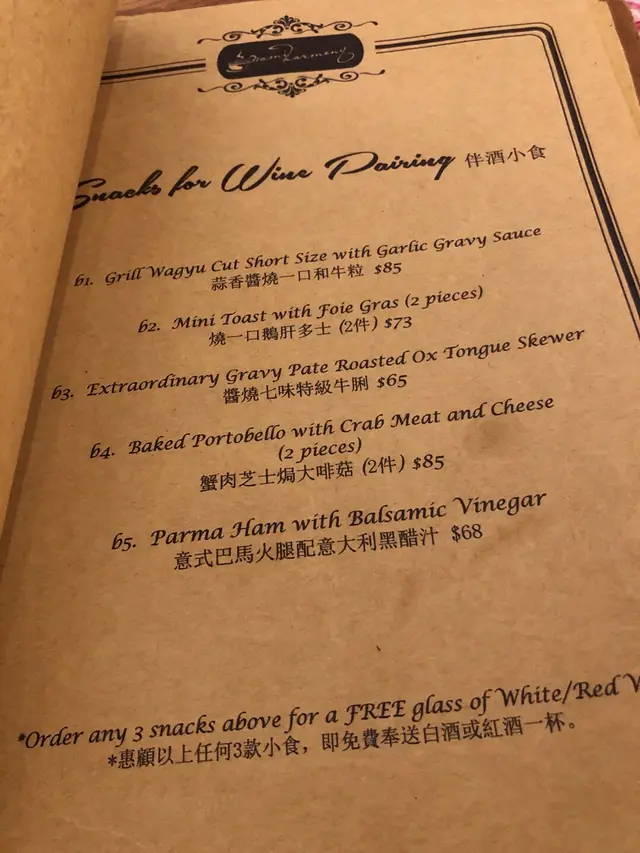 Snacks for Wine Pairing 伴酒小食
b1. Grill Wagyu Cut Short Size with Garlic Gravy Sauce
蒜香醬燒一口和牛粒 $85
b2. Mini Toast with Foie Gras (2 pieces)
燒一口鵝肝多士 (2件) $73
b3. Extraordinary Gravy Pate Roasted Ox Tongue Skewer
醬燒七味特級牛脷 $65
b4. Baked Portobello with Crab Meat and Cheese
(2 pieces)
蟹肉芝士焗大啡菇 (2件) $85
b5. Parma Ham with Balsamic Vinegar
意式巴馬火腿配意大利黑醋汁 $68
*Order any 3 snacks above for a FREE glass of White/Red
*惠顧以上任何3款小食，即免費奉送白酒或紅酒一杯。